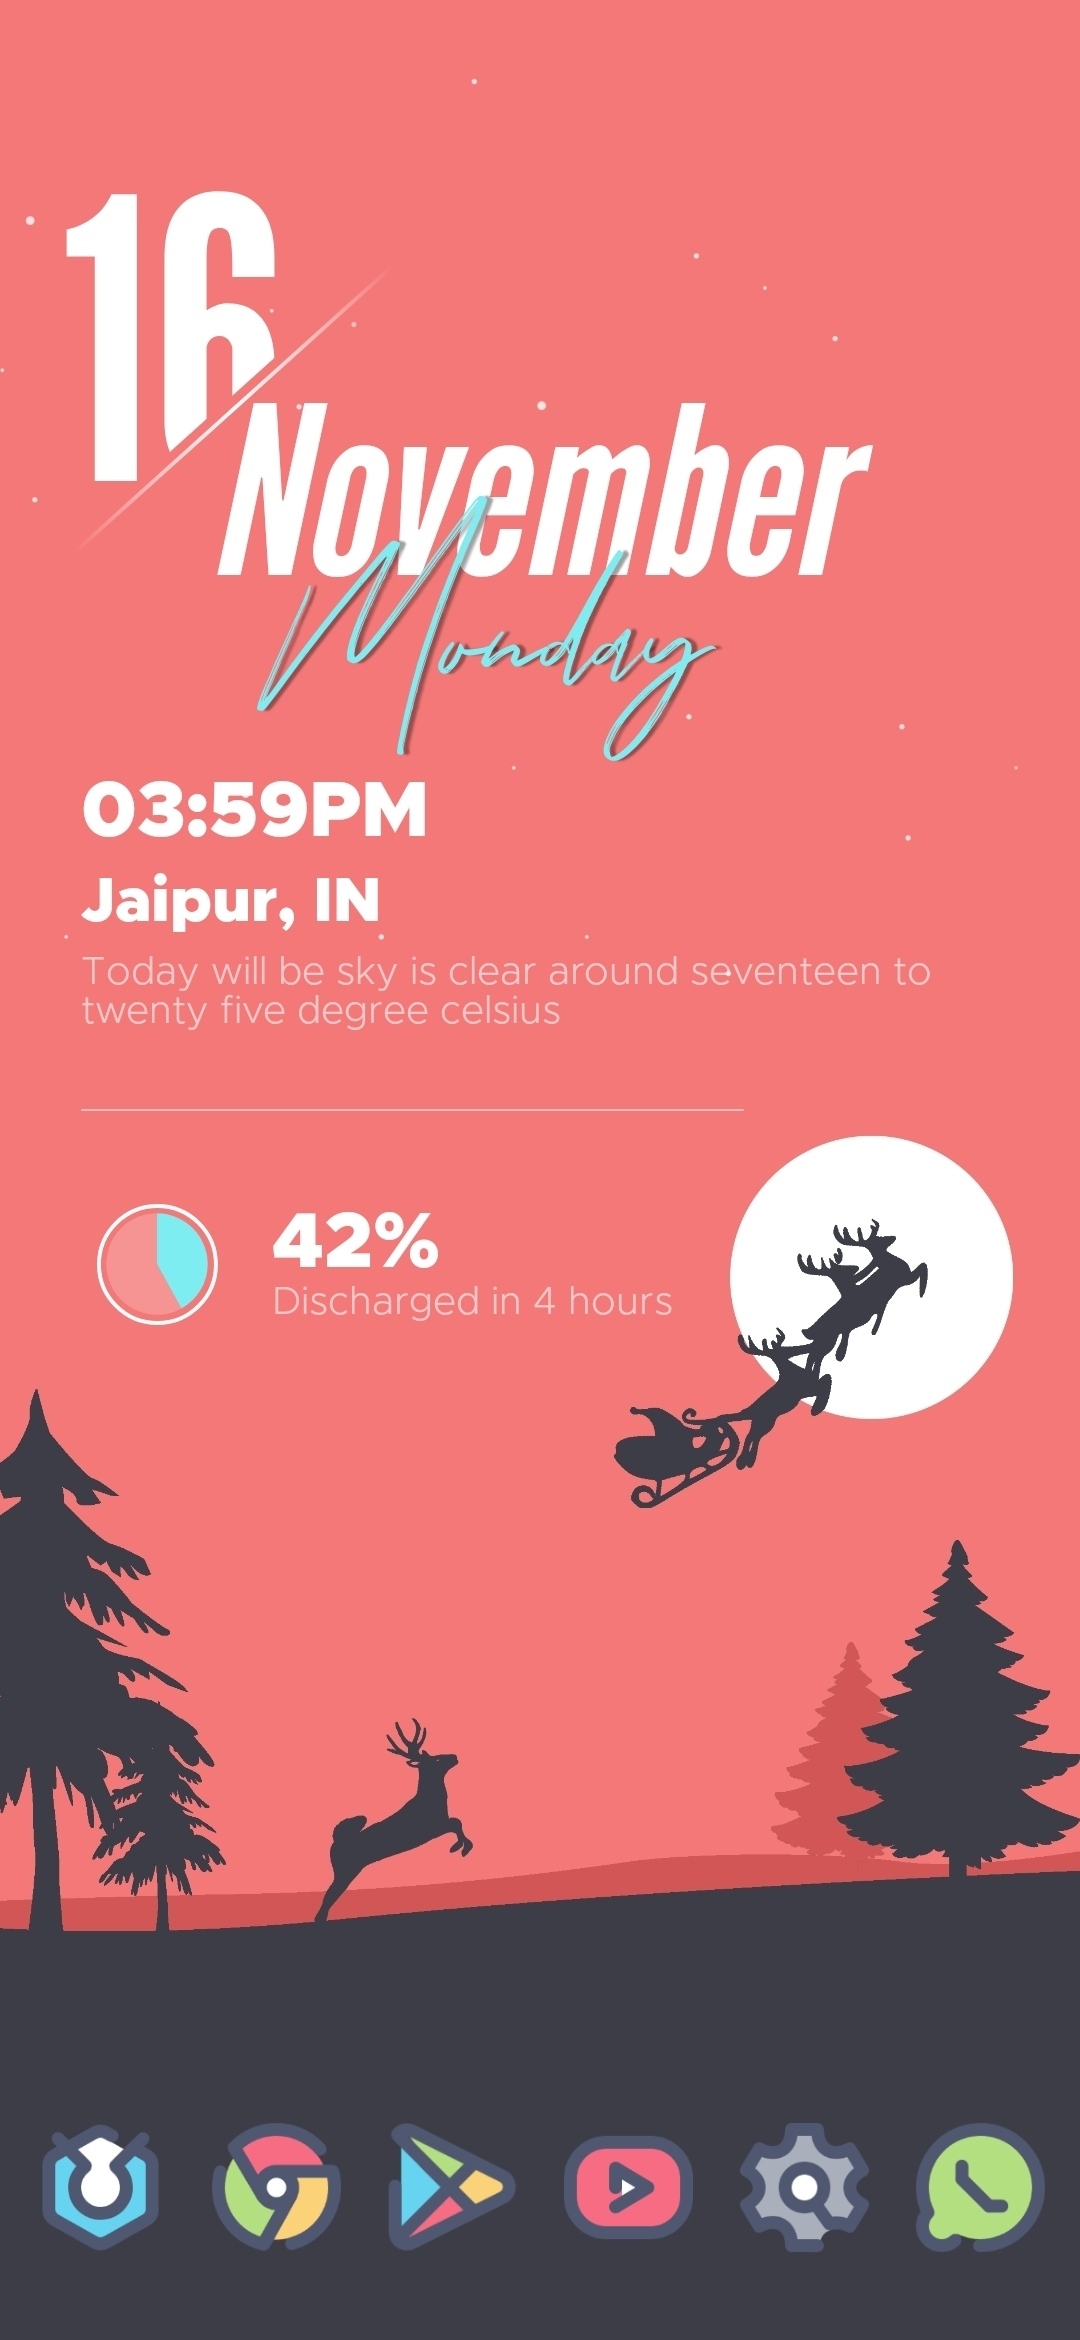 16
November
Monday
03:59PM
Jaipur, IN
Today will be sky is clear around seventeen to
twenty five degree celsius
42%
Discharged in 4 hours